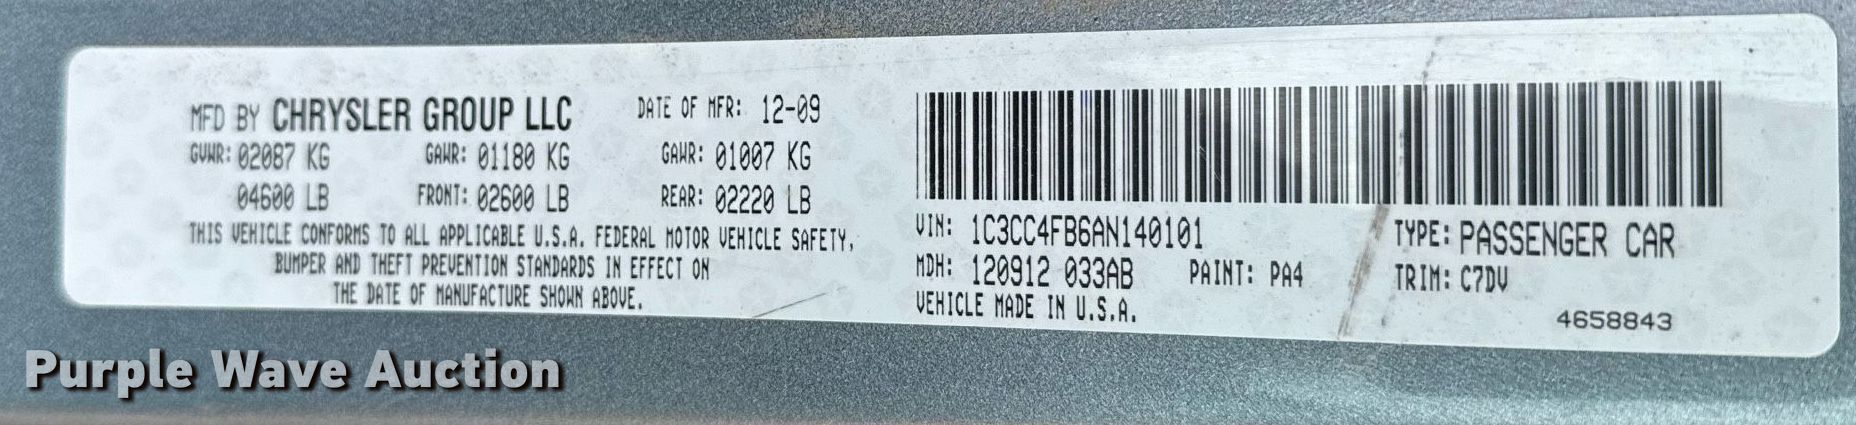 MFD BY CHRYSLER GROUP LLC DATE OF MFR: 12-09
GVWR: 02087 KG GAWR: 01180 KG GAWR: 01007 KG
04600 LB FRONT: 02600 LB REAR: 02220 LB
THIS VEHICLE CONFORMS TO ALL APPLICABLE U.S.A. FEDERAL MOTOR VEHICLE SAFETY,
BUMPER AND THEFT PREVENTION STANDARDS IN EFFECT ON
THE DATE OF MANUFACTURE SHOWN ABOVE.
VIN: 1C3CC4FB6AN140101 TYPE: PASSENGER CAR
MDH: 120912 033AB PAINT: PA4 TRIM: C7DV
VEHICLE MADE IN U.S.A.
4658843
Purple Wave Auction